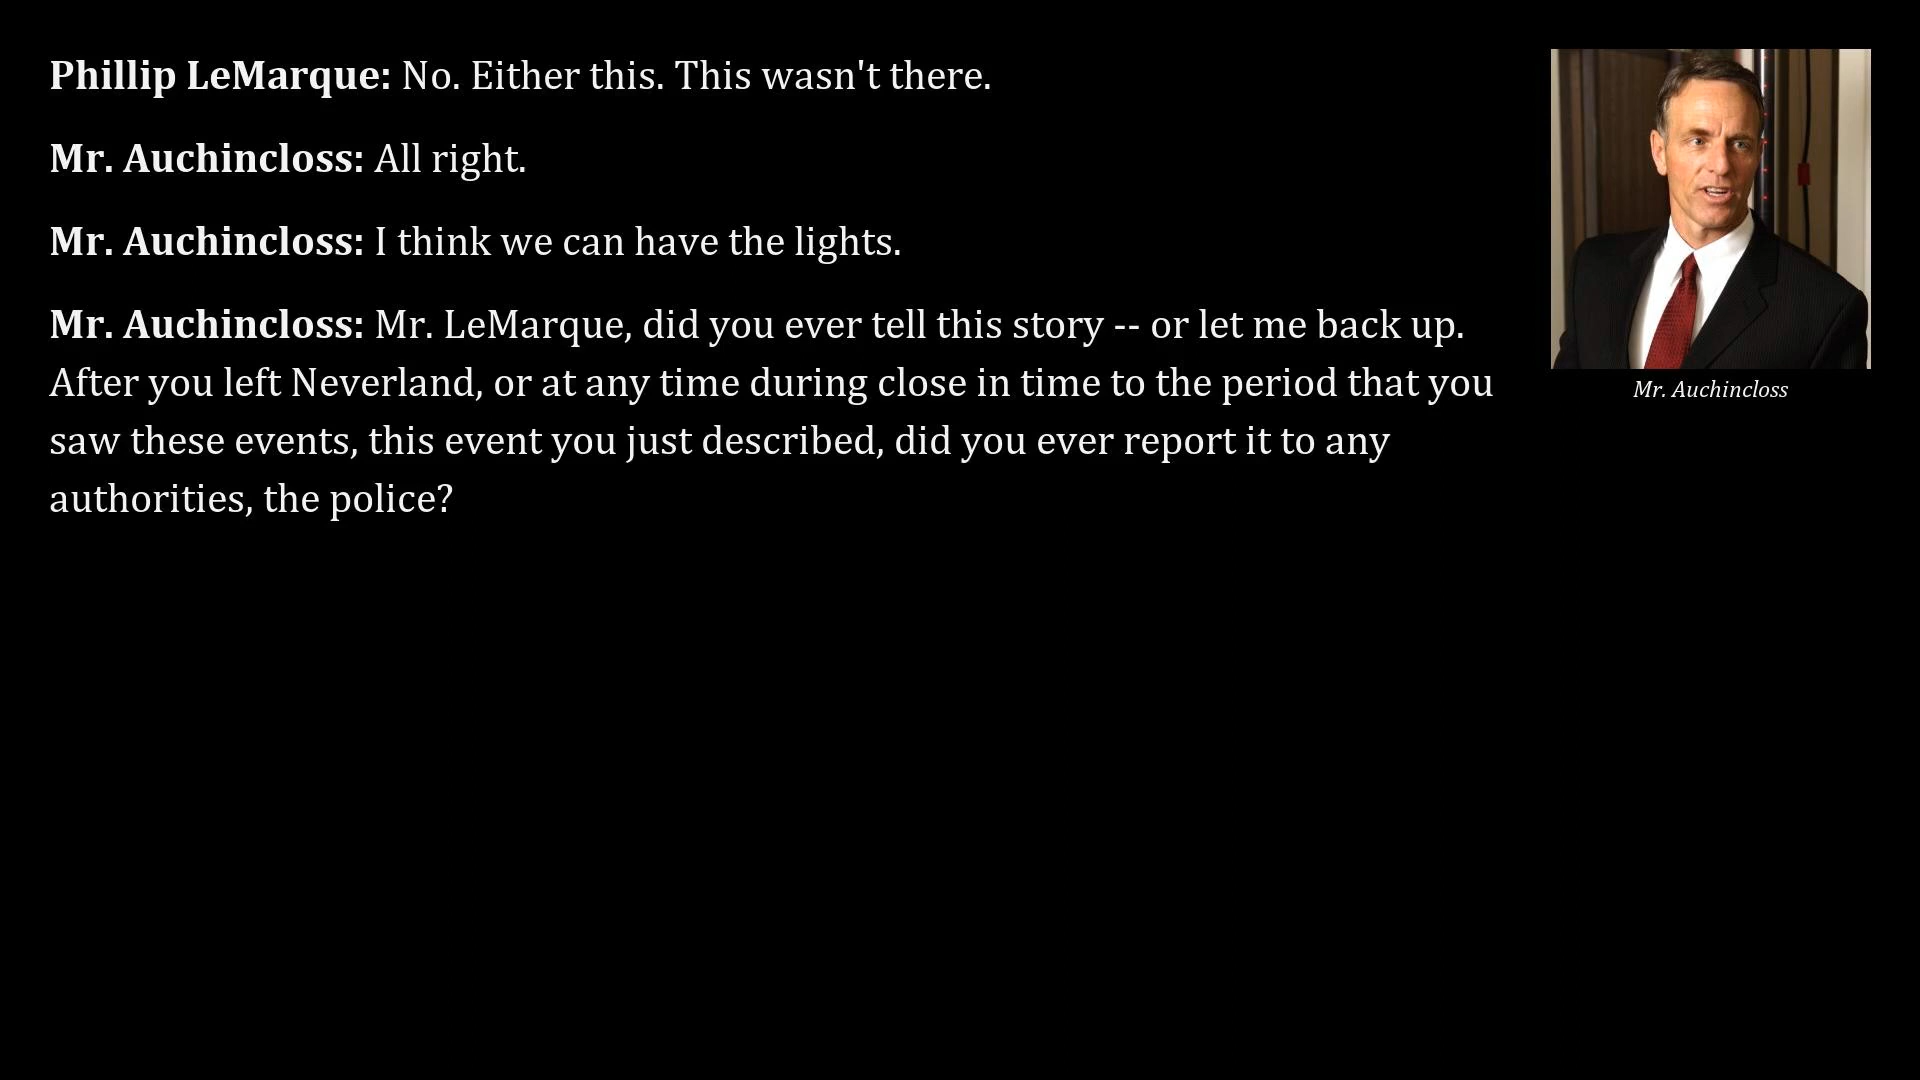 Phillip LeMarque: No. Either this. This wasn't there.
Mr. Auchincloss: All right.
Mr. Auchincloss: I think we can have the lights.
Mr. Auchincloss: Mr. LeMarque, did you ever tell this story -- or let me back up.
After you left Neverland, or at any time during close in time to the period that you
saw these events, this event you just described, did you ever report it to any
authorities, the police?
Mr. Auchincloss